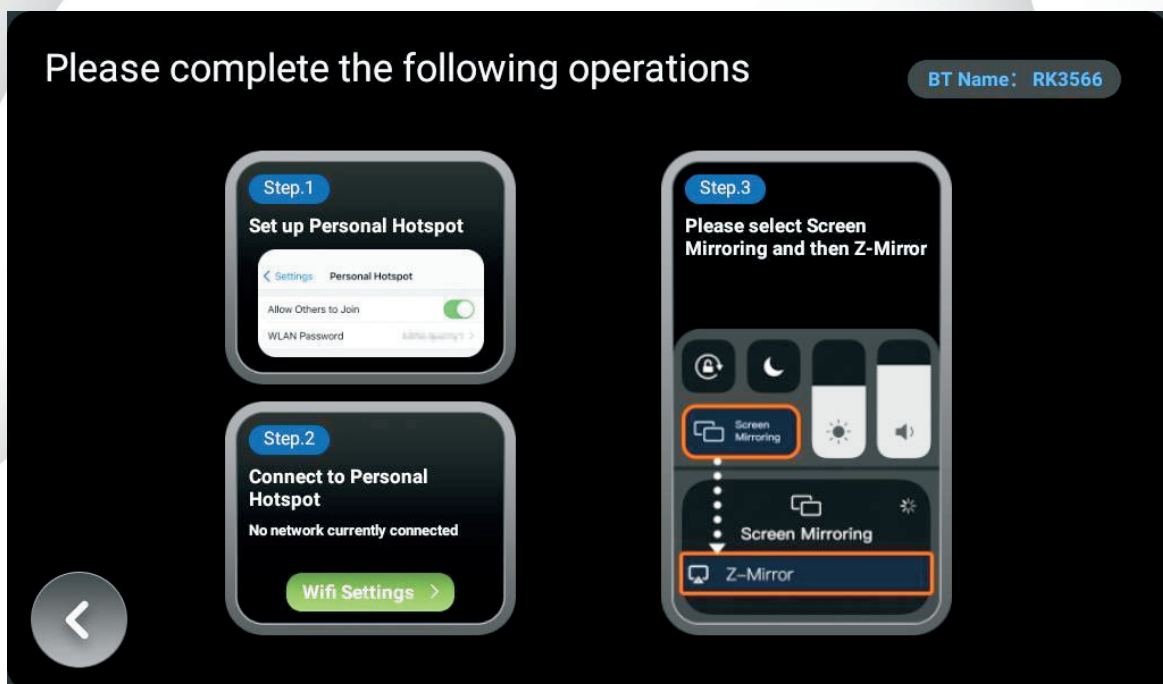 Please complete the following operations
BT Name: RK3566
Step.1
Set up Personal Hotspot
Settings Personal Hotspot
Allow Others to Join
WLAN Password
Step.2
Connect to Personal
Hotspot
No network currently connected
Wifi Settings
Step.3
Please select Screen
Mirroring and then Z-Mirror
Screen
Mirroring
Screen Mirroring
Z-Mirror